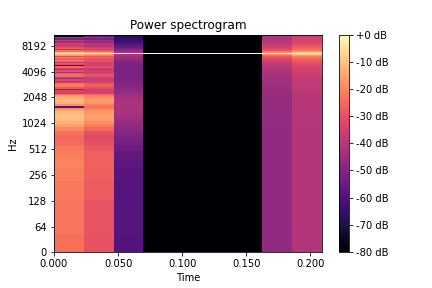 Power spectrogram
Hz
8192
4096
2048
1024
512
256
128
64
0
0.000 0.050 0.100 0.150 0.200
Time
+0 dB
-10 dB
-20 dB
-30 dB
-40 dB
-50 dB
-60 dB
-70 dB
-80 dB